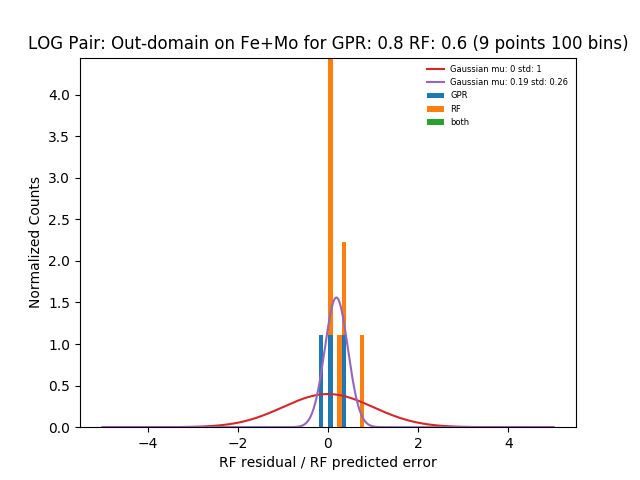 LOG Pair: Out-domain on Fe+Mo for GPR: 0.8 RF: 0.6 (9 points 100 bins)
Gaussian mu: 0 std: 1
Gaussian mu: 0.19 std: 0.26
GPR
RF
both
Normalized Counts
4.0
3.5
3.0
2.5
2.0
1.5
1.0
0.5
0.0
−4 −2 0 2 4
RF residual / RF predicted error